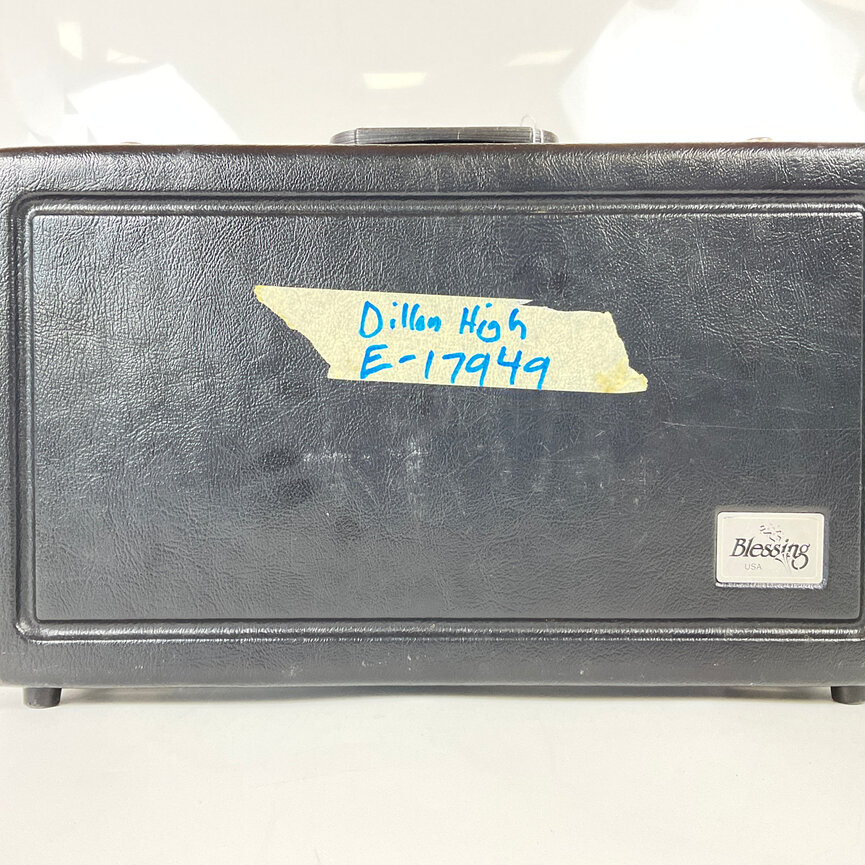 Dillon High
E-17949
Blessing
USA